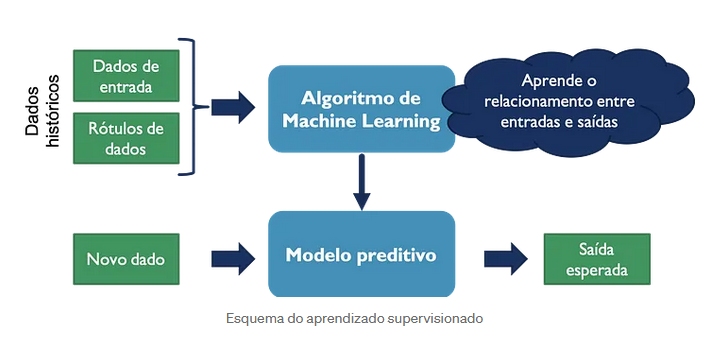 Dados históricos
Dados de
entrada
Rótulos de
dados
Algoritmo de
Machine Learning
Aprende o
relacionamento entre
entradas e saídas
Novo dado
Modelo preditivo
Saída
esperada
Esquema do aprendizado supervisionado